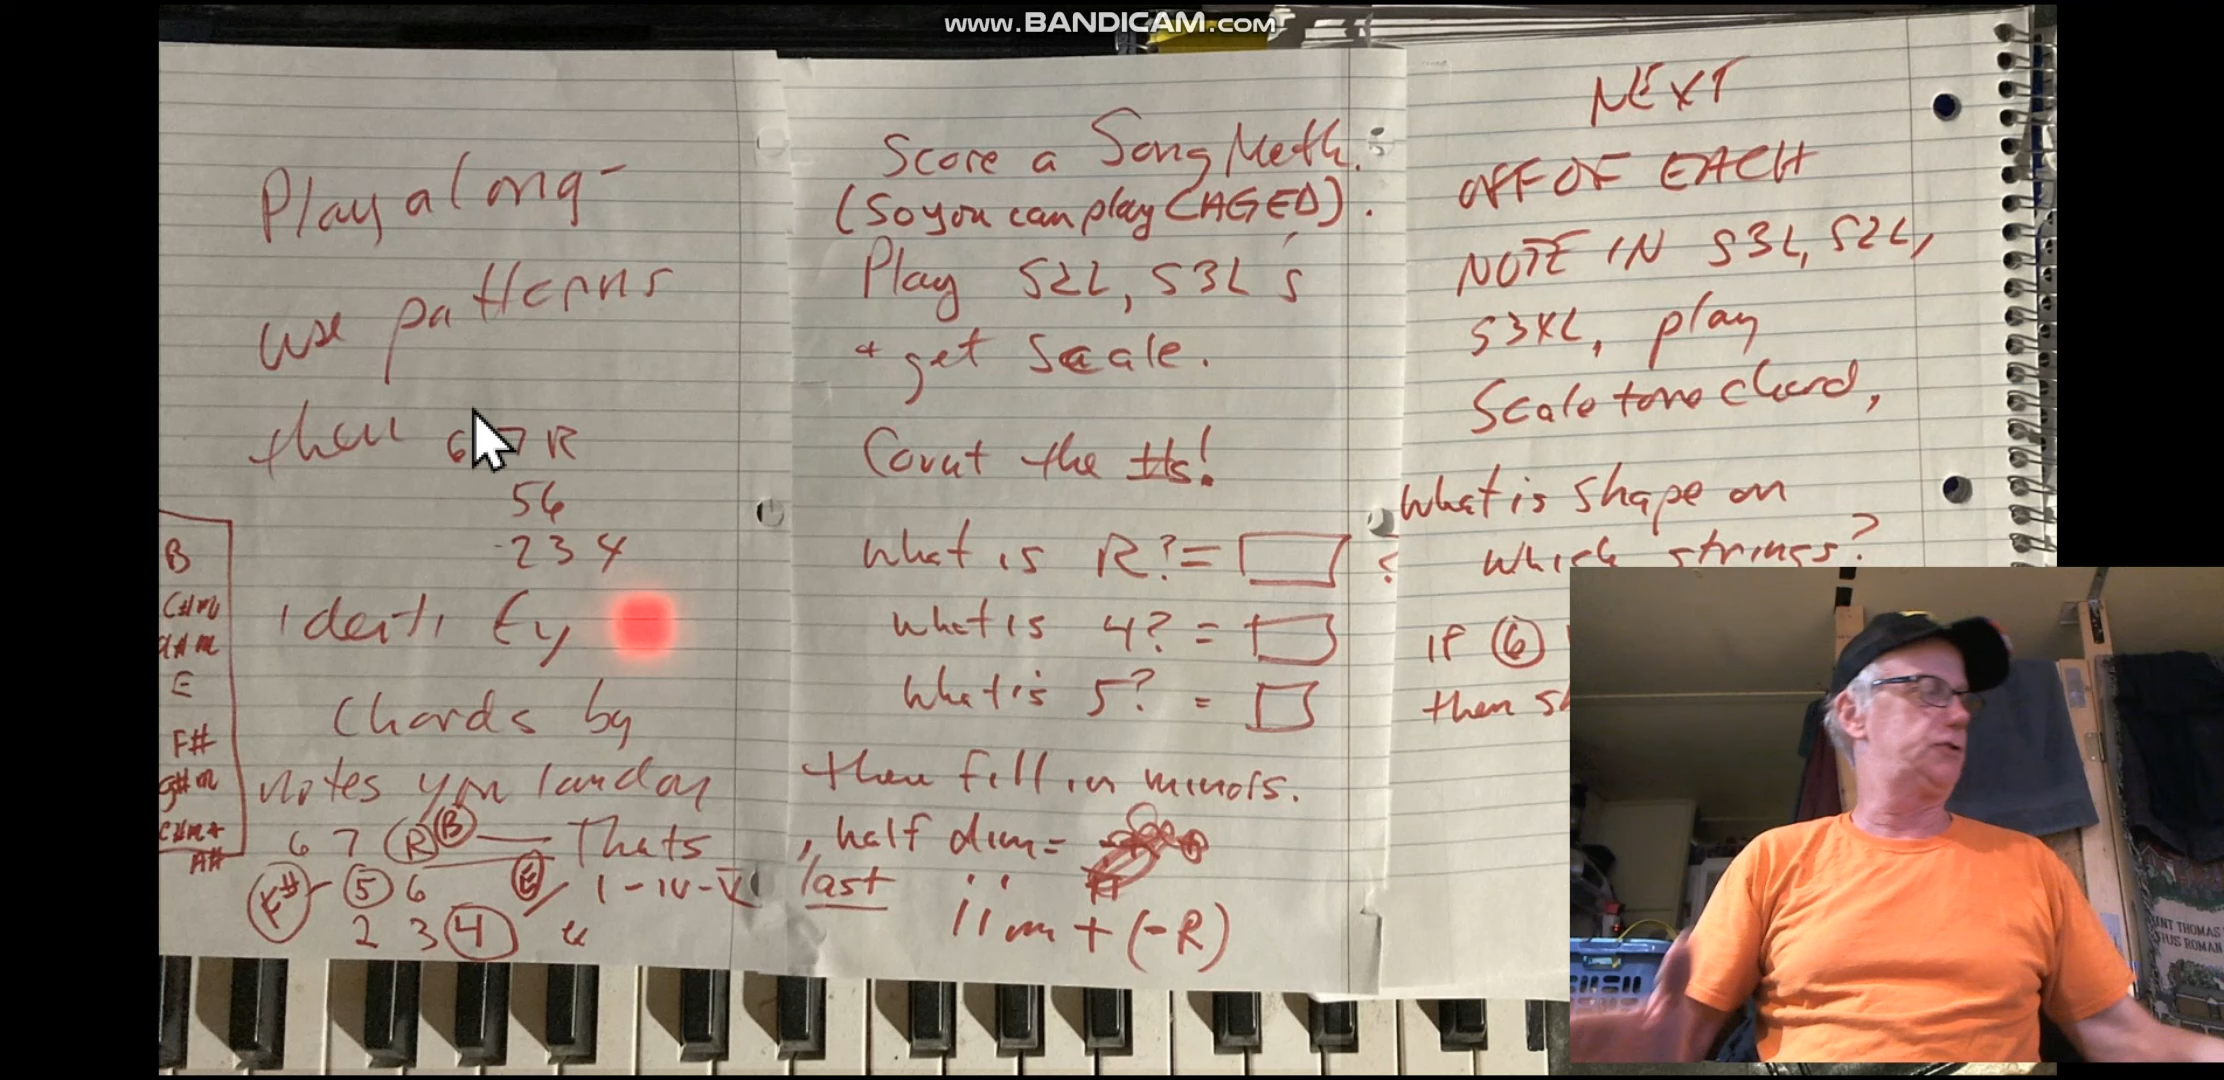 www.BANDICAM.com
Play along-
use patterns
then 6 7 R
56
-2 3 4
identify
Chords by
notes you land on
6 7 R B — Thats
F# - 5 6 E / I - IV - V
2 3 4 "
B
C#m
d#m
E
F#
g#m
A#
Score a Song Meth.
(So you can play CAGED).
Play S2L, S3L's
+ get Scale.
Count the #s!
What is R? = ?
What is 4? =
What is 5? =
then fill in minors.
, half dim =
last iim + (-R)
NEXT
OFF OF EACH
NOTE IN S3L, S2L,
S3XL, play
Scale tone chord,
What is shape on
which strings?
if 6
then
INT THOMAS
ROMAN